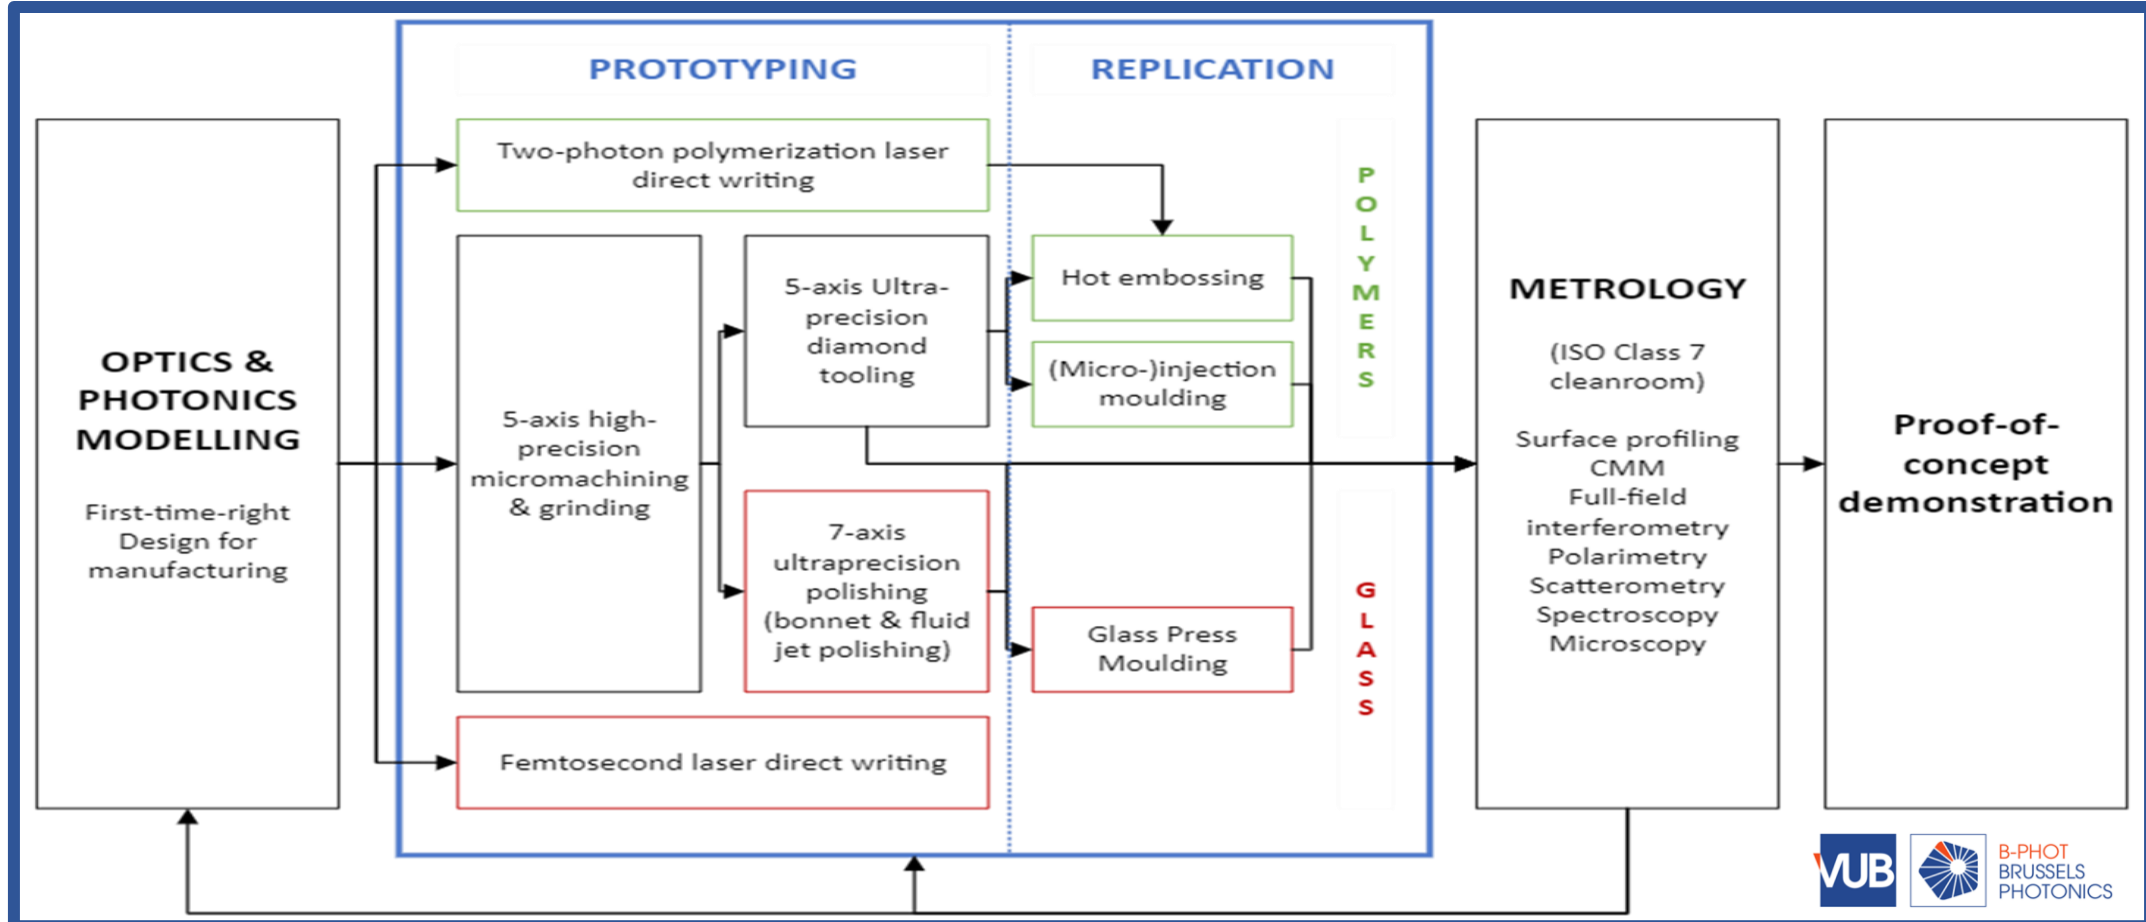 PROTOTYPING
REPLICATION
OPTICS &
PHOTONICS
MODELLING
First-time-right
Design for
manufacturing
Two-photon polymerization laser
direct writing
5-axis high-
precision
micromachining
& grinding
5-axis Ultra-
precision
diamond
tooling
7-axis
ultraprecision
polishing
(bonnet & fluid
jet polishing)
Femtosecond laser direct writing
Hot embossing
(Micro-)injection
moulding
Glass Press
Moulding
POLYMERS
GLASS
METROLOGY
(ISO Class 7
cleanroom)
Surface profiling
CMM
Full-field
interferometry
Polarimetry
Scatterometry
Spectroscopy
Microscopy
Proof-of-
concept
demonstration
VUB
B-PHOT
BRUSSELS
PHOTONICS